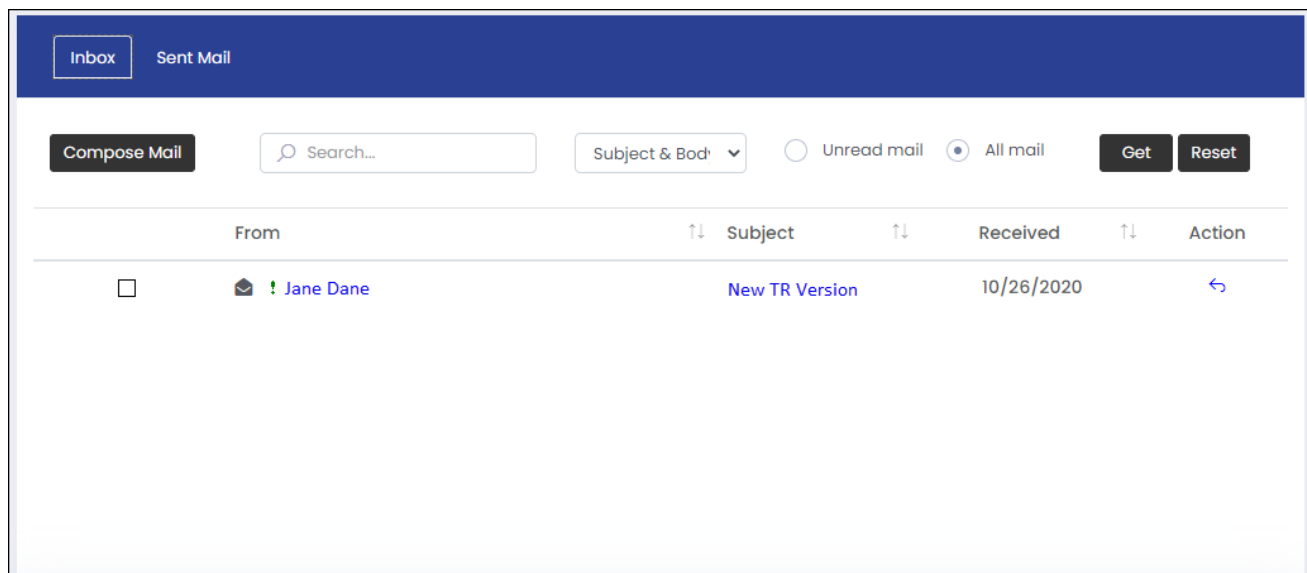 Inbox Sent Mail
Compose Mail Search... Subject & Bod Unread mail All mail Get Reset
From Subject Received Action
! Jane Dane New TR Version 10/26/2020